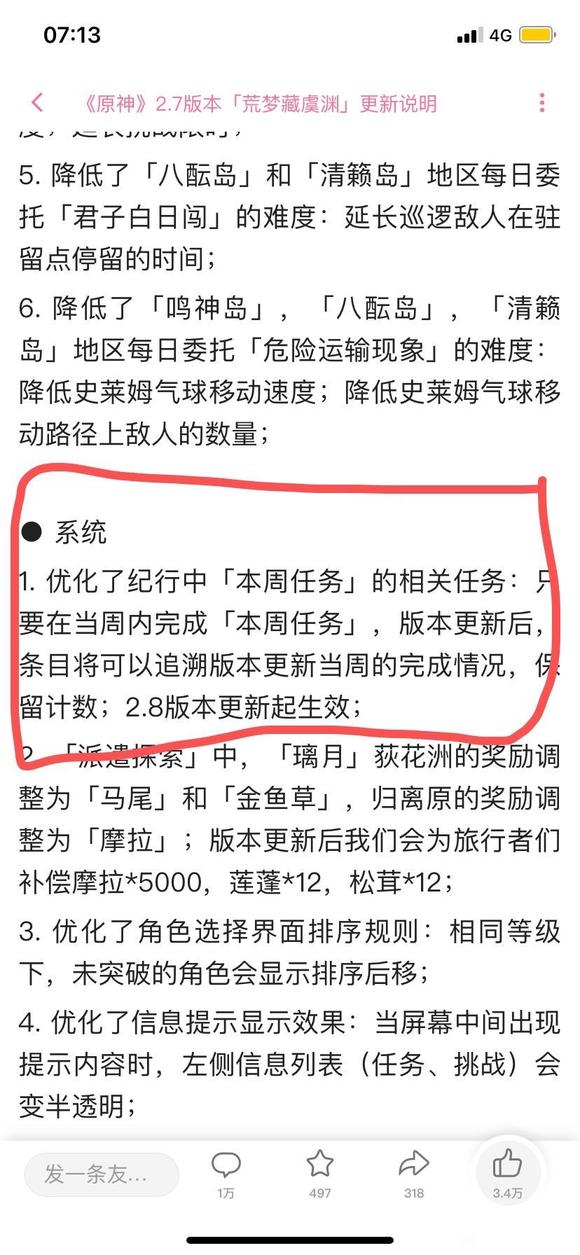 07:13
4G
《原神》2.7版本「荒梦藏虞渊」更新说明
5. 降低了「八酝岛」和「清籁岛」地区每日委
托「君子白日闯」的难度：延长巡逻敌人在驻
留点停留的时间；
6. 降低了「鸣神岛」，「八酝岛」，「清籁
岛」地区每日委托「危险运输现象」的难度：
降低史莱姆气球移动速度；降低史莱姆气球移
动路径上敌人的数量；
● 系统
1. 优化了纪行中「本周任务」的相关任务：只
要在当周内完成「本周任务」，版本更新后，
条目将可以追溯版本更新当周的完成情况，保
留计数；2.8版本更新起生效；
2. 「派遣探索」中，「璃月」荻花洲的奖励调
整为「马尾」和「金鱼草」，归离原的奖励调
整为「摩拉」；版本更新后我们会为旅行者们
补偿摩拉*5000，莲蓬*12，松茸*12；
3. 优化了角色选择界面排序规则：相同等级
下，未突破的角色会显示排序后移；
4. 优化了信息提示显示效果：当屏幕中间出现
提示内容时，左侧信息列表（任务、挑战）会
变半透明；
发一条友...
1万
497
318
3.4万